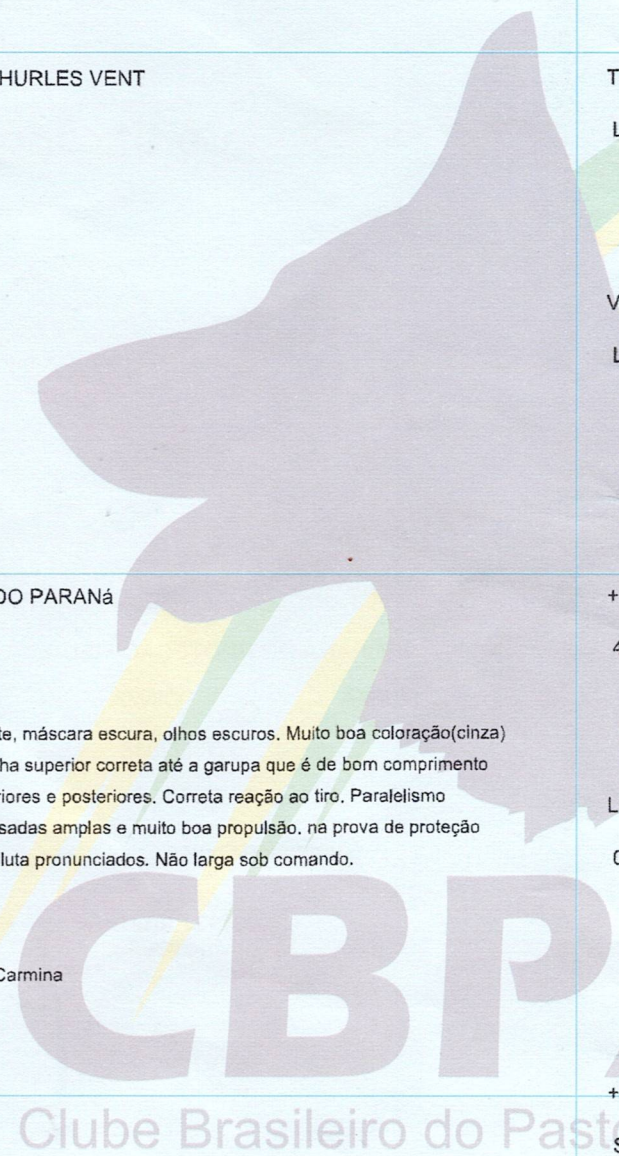 HURLES VENT
T
L
V
L
DO PARANá
+
4
te, máscara escura, olhos escuros. Muito boa coloração(cinza)
ha superior correta até a garupa que é de bom comprimento
riores e posteriores. Correta reação ao tiro. Paralelismo
L
sadas amplas e muito boa propulsão. na prova de proteção
luta pronunciados. Não larga sob comando.
CBP
Carmina
+
Clube Brasileiro do Pasto